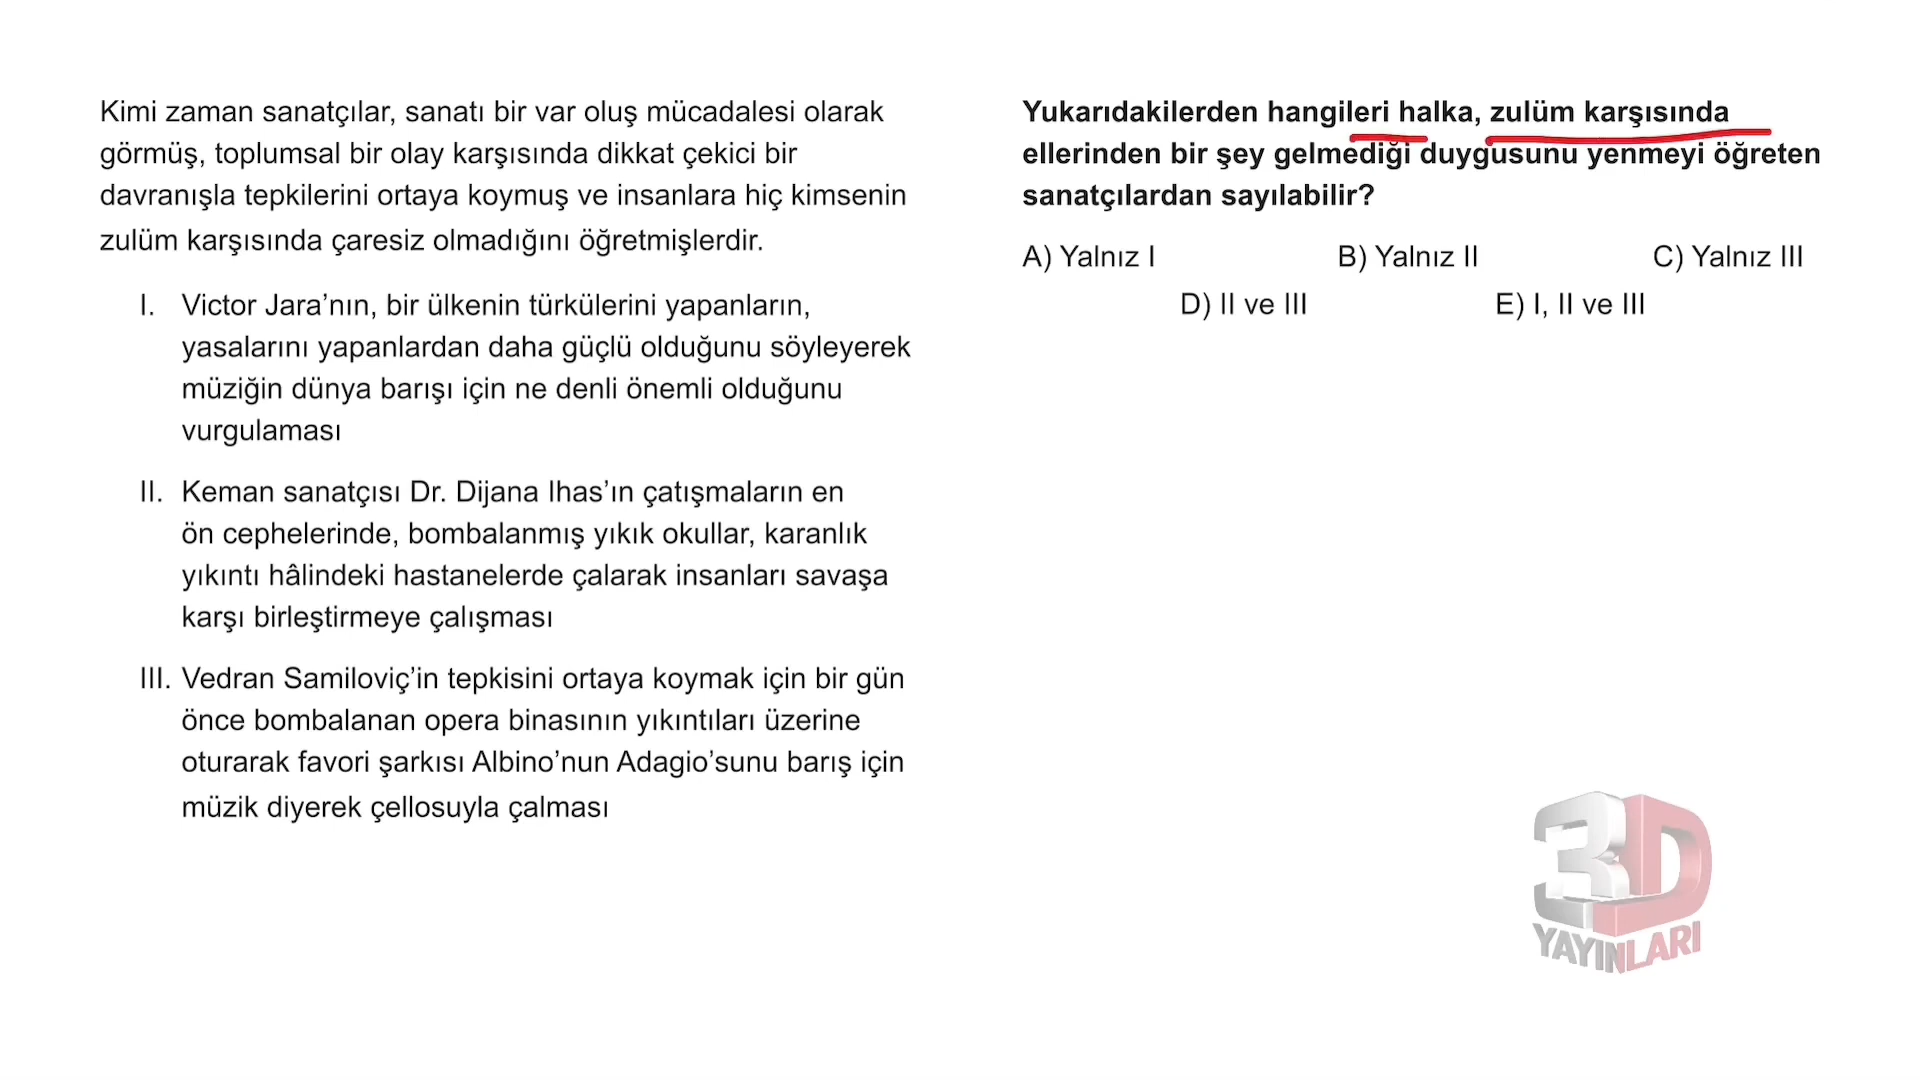 Kimi zaman sanatçılar, sanatı bir var oluş mücadalesi olarak
görmüş, toplumsal bir olay karşısında dikkat çekici bir
davranışla tepkilerini ortaya koymuş ve insanlara hiç kimsenin
zulüm karşısında çaresiz olmadığını öğretmişlerdir.
I. Victor Jara’nın, bir ülkenin türkülerini yapanların,
yasalarını yapanlardan daha güçlü olduğunu söyleyerek
müziğin dünya barışı için ne denli önemli olduğunu
vurgulaması
II. Keman sanatçısı Dr. Dijana Ihas’ın çatışmaların en
ön cephelerinde, bombalanmış yıkık okullar, karanlık
yıkıntı hâlindeki hastanelerde çalarak insanları savaşa
karşı birleştirmeye çalışması
III. Vedran Samiloviç’in tepkisini ortaya koymak için bir gün
önce bombalanan opera binasının yıkıntıları üzerine
oturarak favori şarkısı Albino’nun Adagio’sunu barış için
müzik diyerek çellosuyla çalması
Yukarıdakilerden hangileri halka, zulüm karşısında
ellerinden bir şey gelmediği duygusunu yenmeyi öğreten
sanatçılardan sayılabilir?
A) Yalnız I B) Yalnız II C) Yalnız III
D) II ve III E) I, II ve III
3D
YAYINLARI